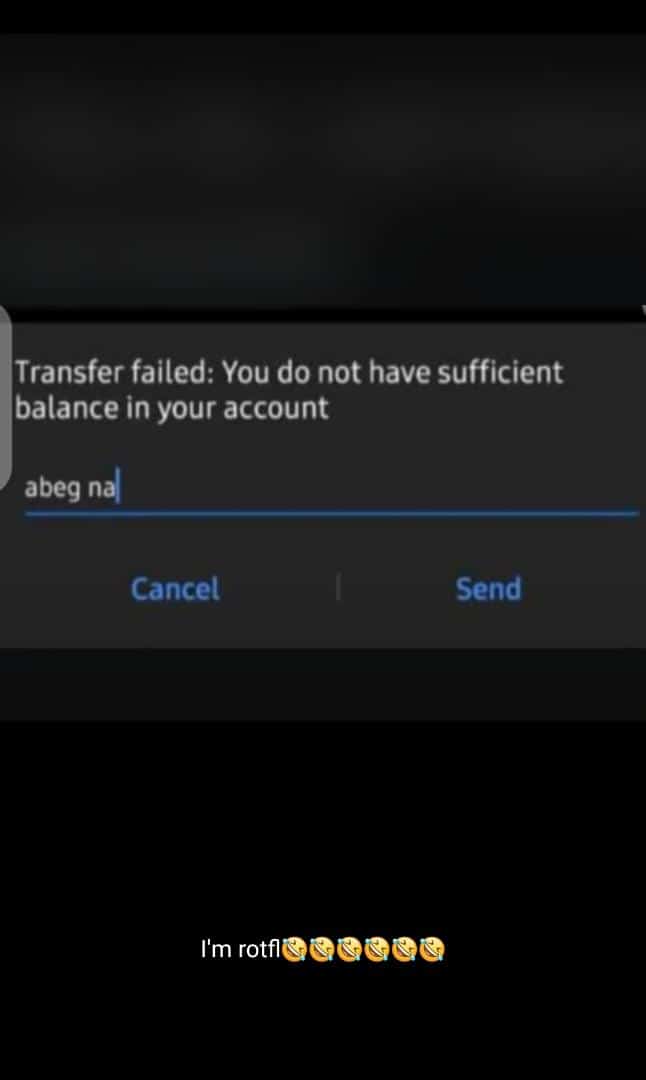 Transfer failed: You do not have sufficient
balance in your account
abeg na
Cancel | Send
I'm rotfl🤣🤣🤣🤣🤣🤣